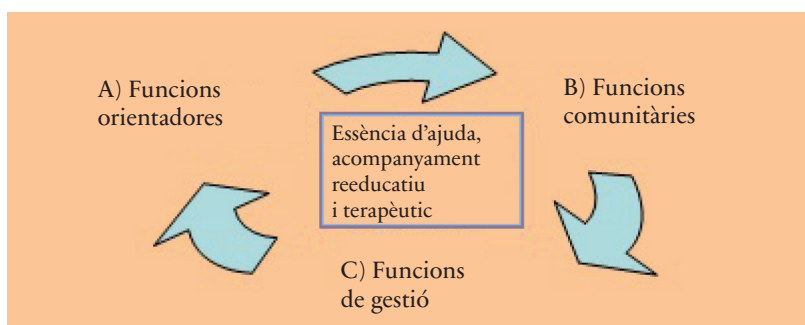 A) Funcions
orientadores
B) Funcions
comunitàries
Essència d’ajuda,
acompanyament
reeducatiu
i terapèutic
C) Funcions
de gestió